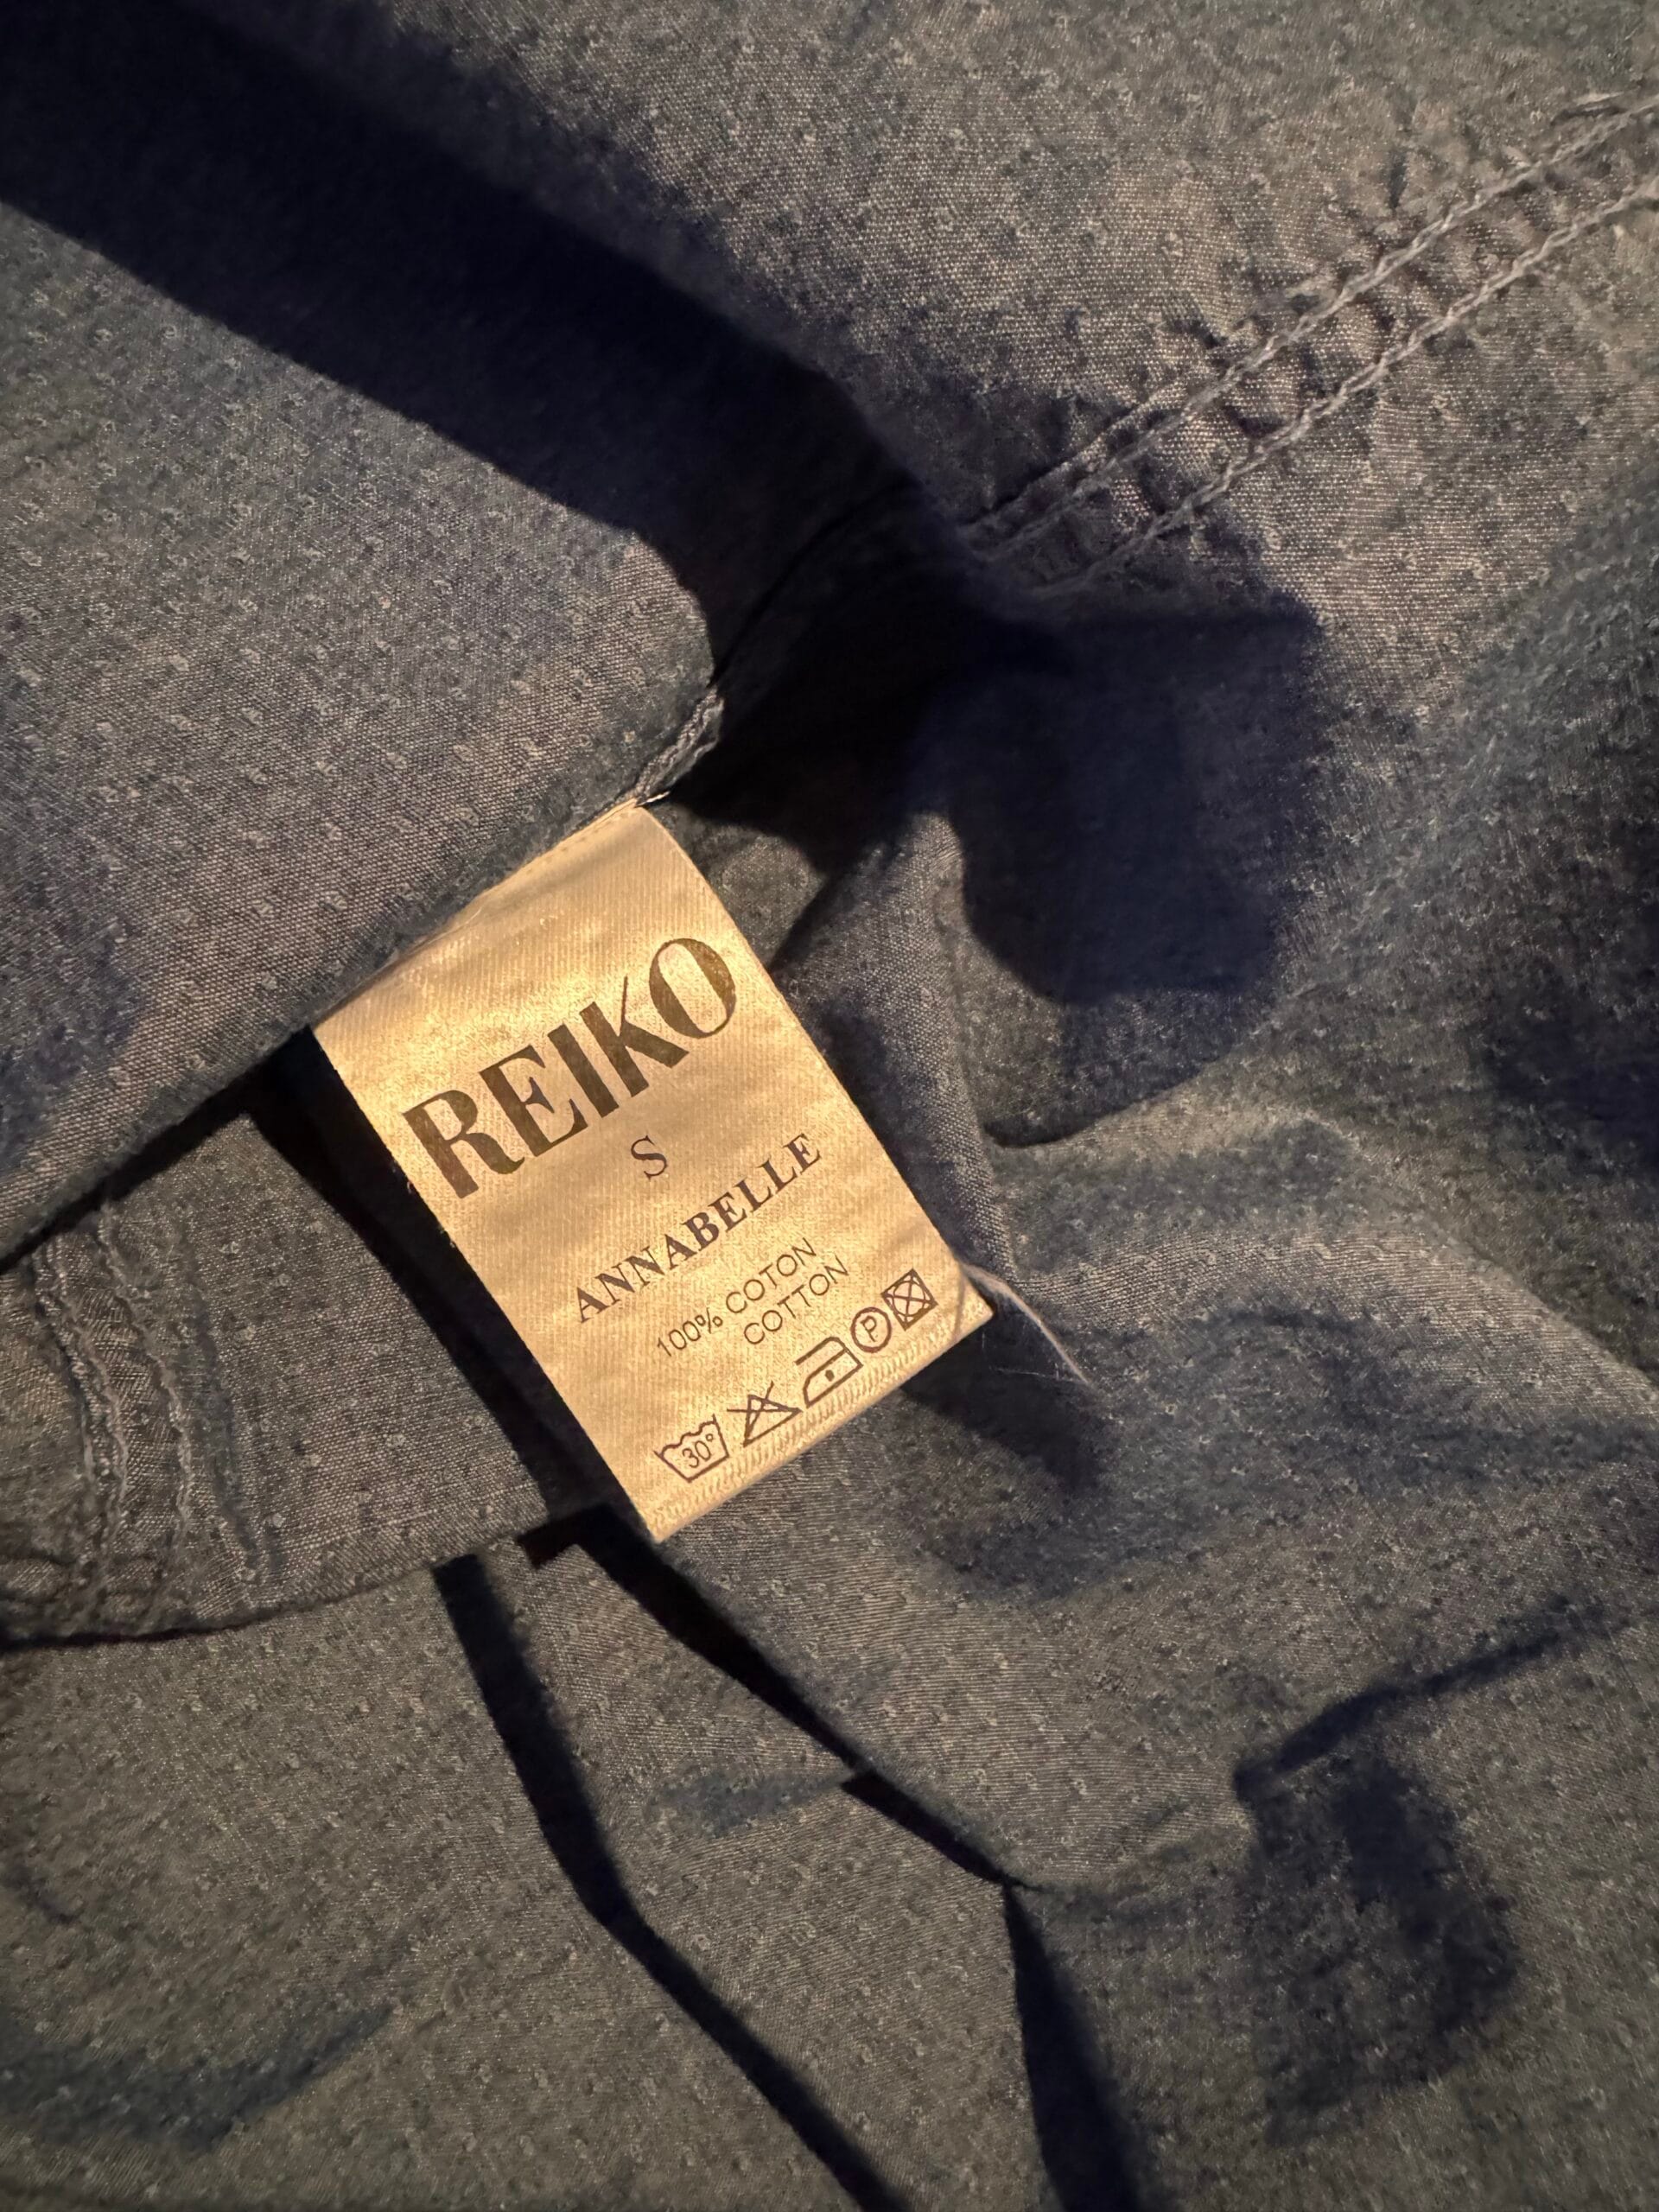 REIKO
S
ANNABELLE
100% COTON
COTTON
30°
P